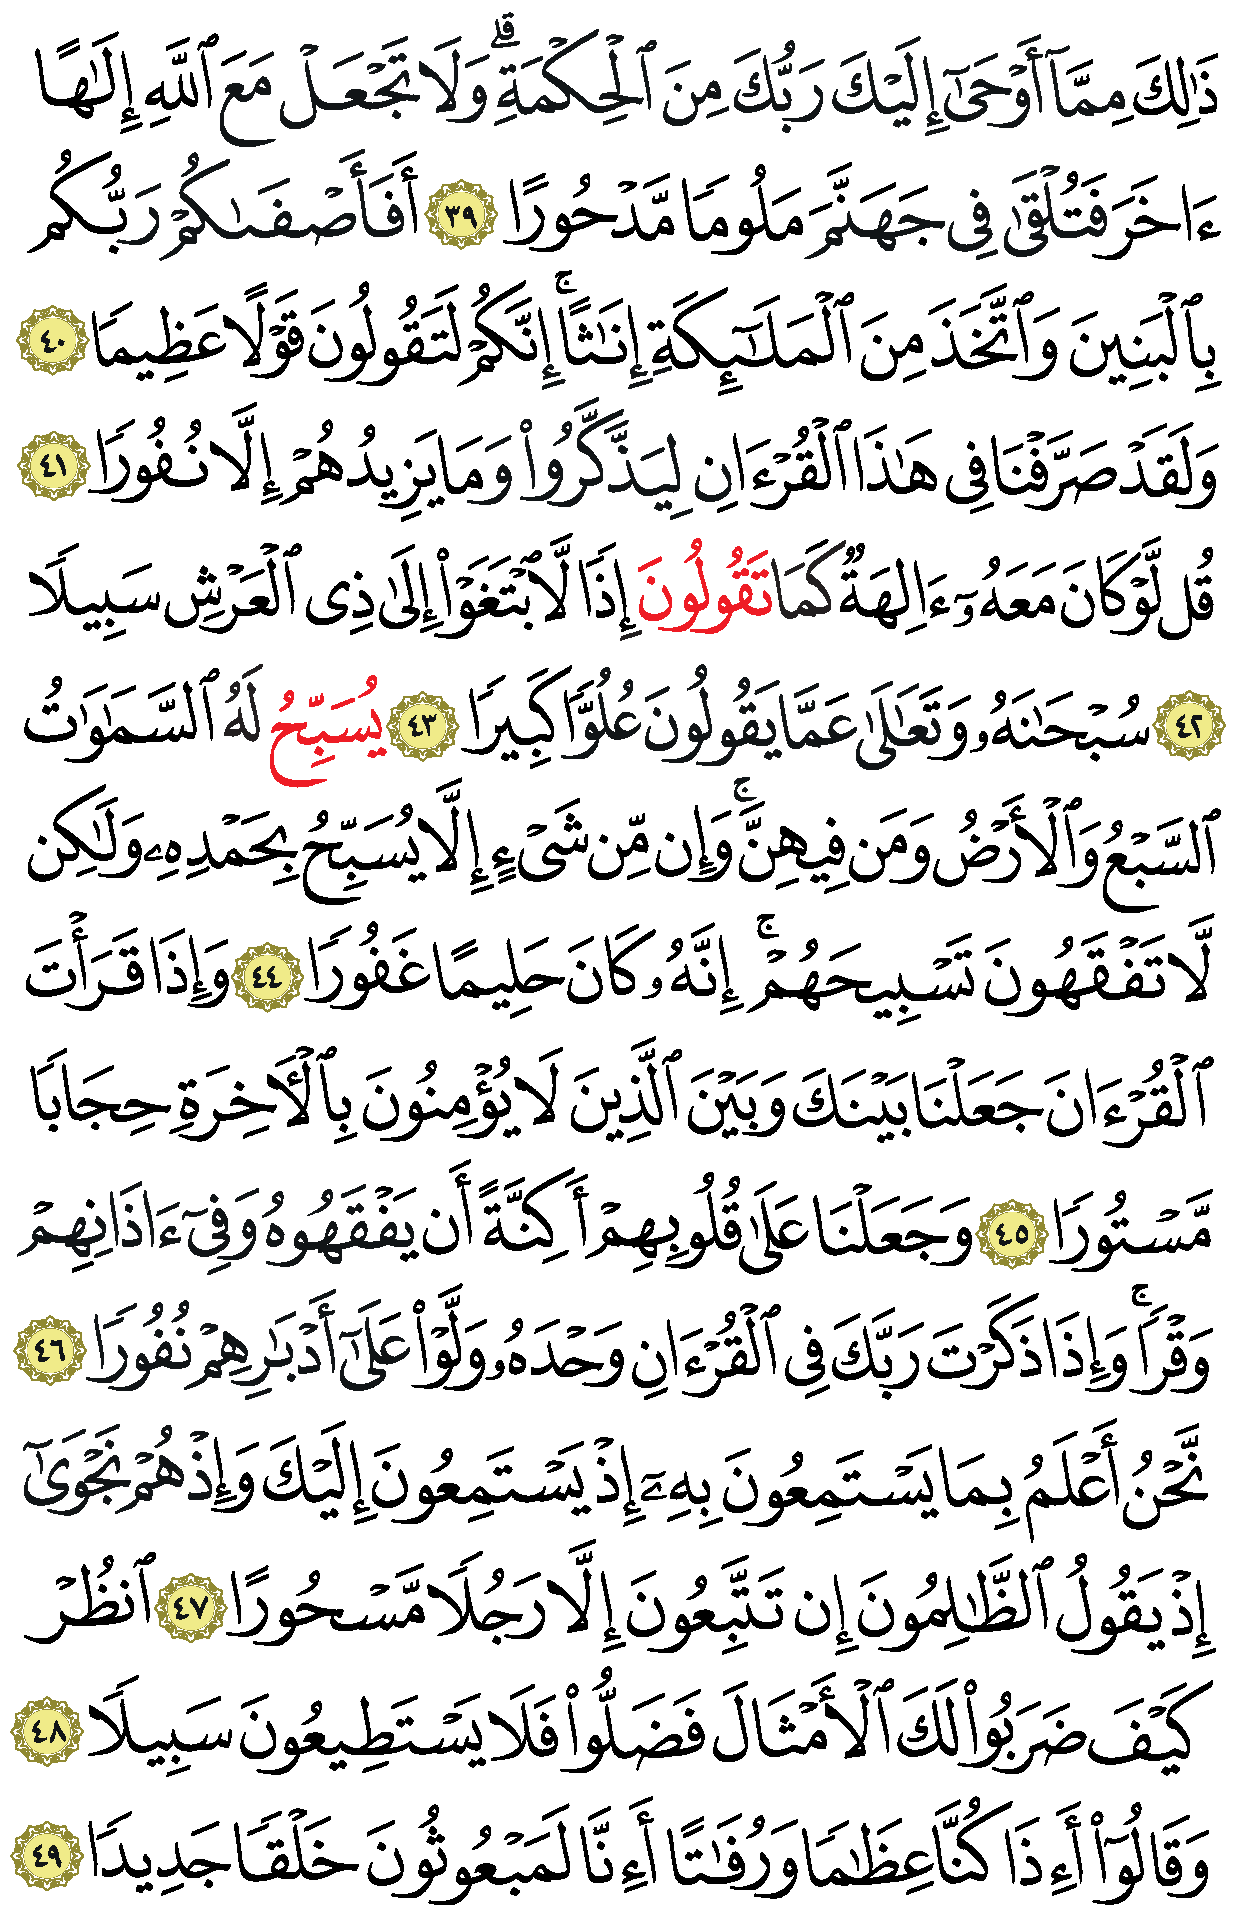 ذَٰلِكَ مِمَّآ أَوْحَىٰٓ إِلَيْكَ رَبُّكَ مِنَ ٱلْحِكْمَةِ ۗ وَلَا تَجْعَلْ مَعَ ٱللَّهِ إِلَٰهًا
ءَاخَرَ فَتُلْقَىٰ فِى جَهَنَّمَ مَلُومًا مَّدْحُورًا ٣٩ أَفَأَصْفَىٰكُمْ رَبُّكُم
بِٱلْبَنِينَ وَٱتَّخَذَ مِنَ ٱلْمَلَٰٓئِكَةِ إِنَٰثًا ۚ إِنَّكُمْ لَتَقُولُونَ قَوْلًا عَظِيمًا ٤٠
وَلَقَدْ صَرَّفْنَا فِى هَٰذَا ٱلْقُرْءَانِ لِيَذَّكَّرُوا۟ وَمَا يَزِيدُهُمْ إِلَّا نُفُورًا ٤١
قُل لَّوْ كَانَ مَعَهُۥٓ ءَالِهَةٌ كَمَا تَقُولُونَ إِذًا لَّٱبْتَغَوْا۟ إِلَىٰ ذِى ٱلْعَرْشِ سَبِيلًا
٤٢ سُبْحَٰنَهُۥ وَتَعَٰلَىٰ عَمَّا يَقُولُونَ عُلُوًّا كَبِيرًا ٤٣ يُسَبِّحُ لَهُ ٱلسَّمَٰوَٰتُ
ٱلسَّبْعُ وَٱلْأَرْضُ وَمَن فِيهِنَّ ۚ وَإِن مِّن شَىْءٍ إِلَّا يُسَبِّحُ بِحَمْدِهِۦ وَلَٰكِن
لَّا تَفْقَهُونَ تَسْبِيحَهُمْ ۚ إِنَّهُۥ كَانَ حَلِيمًا غَفُورًا ٤٤ وَإِذَا قَرَأْتَ
ٱلْقُرْءَانَ جَعَلْنَا بَيْنَكَ وَبَيْنَ ٱلَّذِينَ لَا يُؤْمِنُونَ بِٱلْءَاخِرَةِ حِجَابًا
مَّسْتُورًا ٤٥ وَجَعَلْنَا عَلَىٰ قُلُوبِهِمْ أَكِنَّةً أَن يَفْقَهُوهُ وَفِىٓ ءَاذَانِهِمْ
وَقْرًا ۚ وَإِذَا ذَكَرْتَ رَبَّكَ فِى ٱلْقُرْءَانِ وَحْدَهُۥ وَلَّوْا۟ عَلَىٰٓ أَدْبَٰرِهِمْ نُفُورًا ٤٦
نَّحْنُ أَعْلَمُ بِمَا يَسْتَمِعُونَ بِهِۦٓ إِذْ يَسْتَمِعُونَ إِلَيْكَ وَإِذْ هُمْ نَجْوَىٰٓ
إِذْ يَقُولُ ٱلظَّٰلِمُونَ إِن تَتَّبِعُونَ إِلَّا رَجُلًا مَّسْحُورًا ٤٧ ٱنظُرْ
كَيْفَ ضَرَبُوا۟ لَكَ ٱلْأَمْثَالَ فَضَلُّوا۟ فَلَا يَسْتَطِيعُونَ سَبِيلًا ٤٨
وَقَالُوٓا۟ أَءِذَا كُنَّا عِظَٰمًا وَرُفَٰتًا أَءِنَّا لَمَبْعُوثُونَ خَلْقًا جَدِيدًا ٤٩